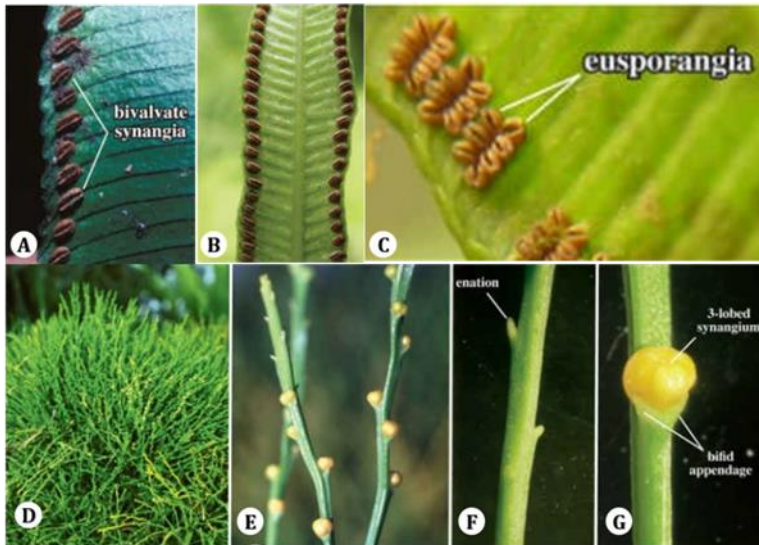 bivalvate
synangia
eusporangia
A
B
C
enation
3-lobed
synangium
bifid
appendage
D
E
F
G